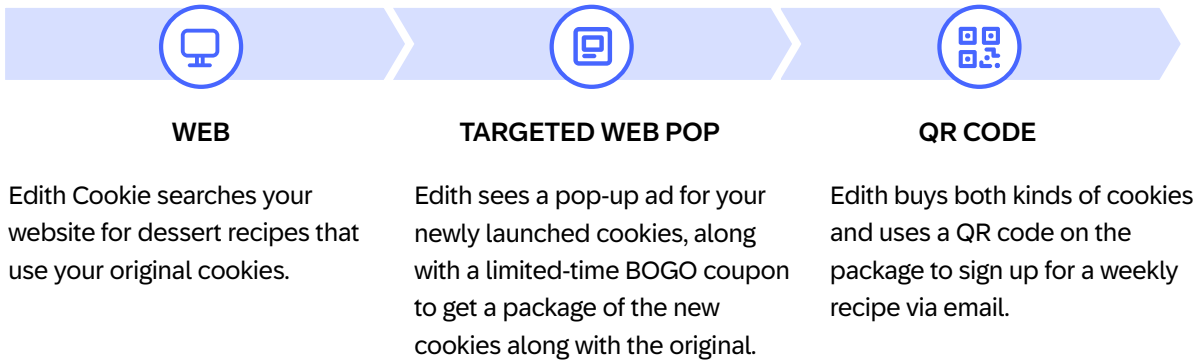 WEB
Edith Cookie searches your
website for dessert recipes that
use your original cookies.
TARGETED WEB POP
Edith sees a pop-up ad for your
newly launched cookies, along
with a limited-time BOGO coupon
to get a package of the new
cookies along with the original.
QR CODE
Edith buys both kinds of cookies
and uses a QR code on the
package to sign up for a weekly
recipe via email.